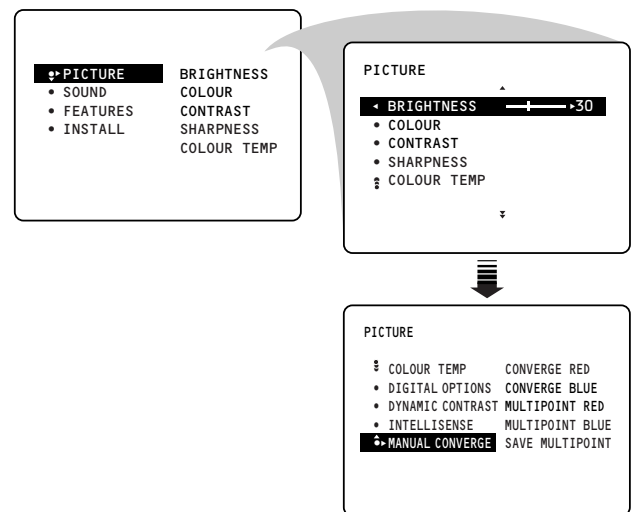 PICTURE BRIGHTNESS
• SOUND COLOUR
• FEATURES CONTRAST
• INSTALL SHARPNESS
COLOUR TEMP
PICTURE
BRIGHTNESS 30
• COLOUR
• CONTRAST
• SHARPNESS
COLOUR TEMP
PICTURE
COLOUR TEMP CONVERGE RED
• DIGITAL OPTIONS CONVERGE BLUE
• DYNAMIC CONTRAST MULTIPOINT RED
• INTELLISENSE MULTIPOINT BLUE
MANUAL CONVERGE SAVE MULTIPOINT